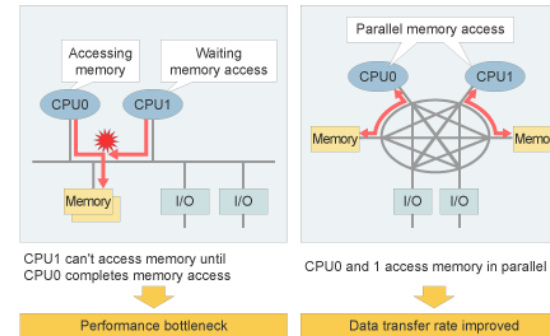 Accessing
memory
Waiting
memory access
CPU0
CPU1
Memory
I/O
I/O
CPU1 can't access memory until
CPU0 completes memory access
Performance bottleneck
Parallel memory access
CPU0
CPU1
Memory
Memo
I/O
I/O
CPU0 and 1 access memory in parallel
Data transfer rate improved